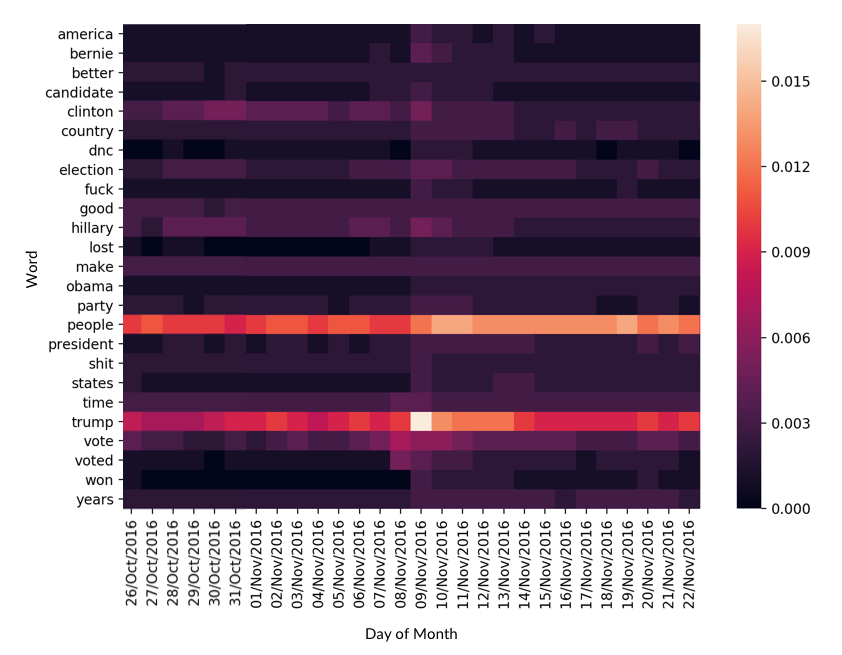 america
bernie
better
candidate
clinton
country
dnc
election
fuck
good
hillary
lost
make
obama
party
people
president
shit
states
time
trump
vote
voted
won
years
Word
0.015
0.012
0.009
0.006
0.003
0.000
26/Oct/2016
27/Oct/2016
28/Oct/2016
29/Oct/2016
30/Oct/2016
31/Oct/2016
01/Nov/2016
02/Nov/2016
03/Nov/2016
04/Nov/2016
05/Nov/2016
06/Nov/2016
07/Nov/2016
08/Nov/2016
09/Nov/2016
10/Nov/2016
11/Nov/2016
12/Nov/2016
13/Nov/2016
14/Nov/2016
15/Nov/2016
16/Nov/2016
17/Nov/2016
18/Nov/2016
19/Nov/2016
20/Nov/2016
21/Nov/2016
22/Nov/2016
Day of Month